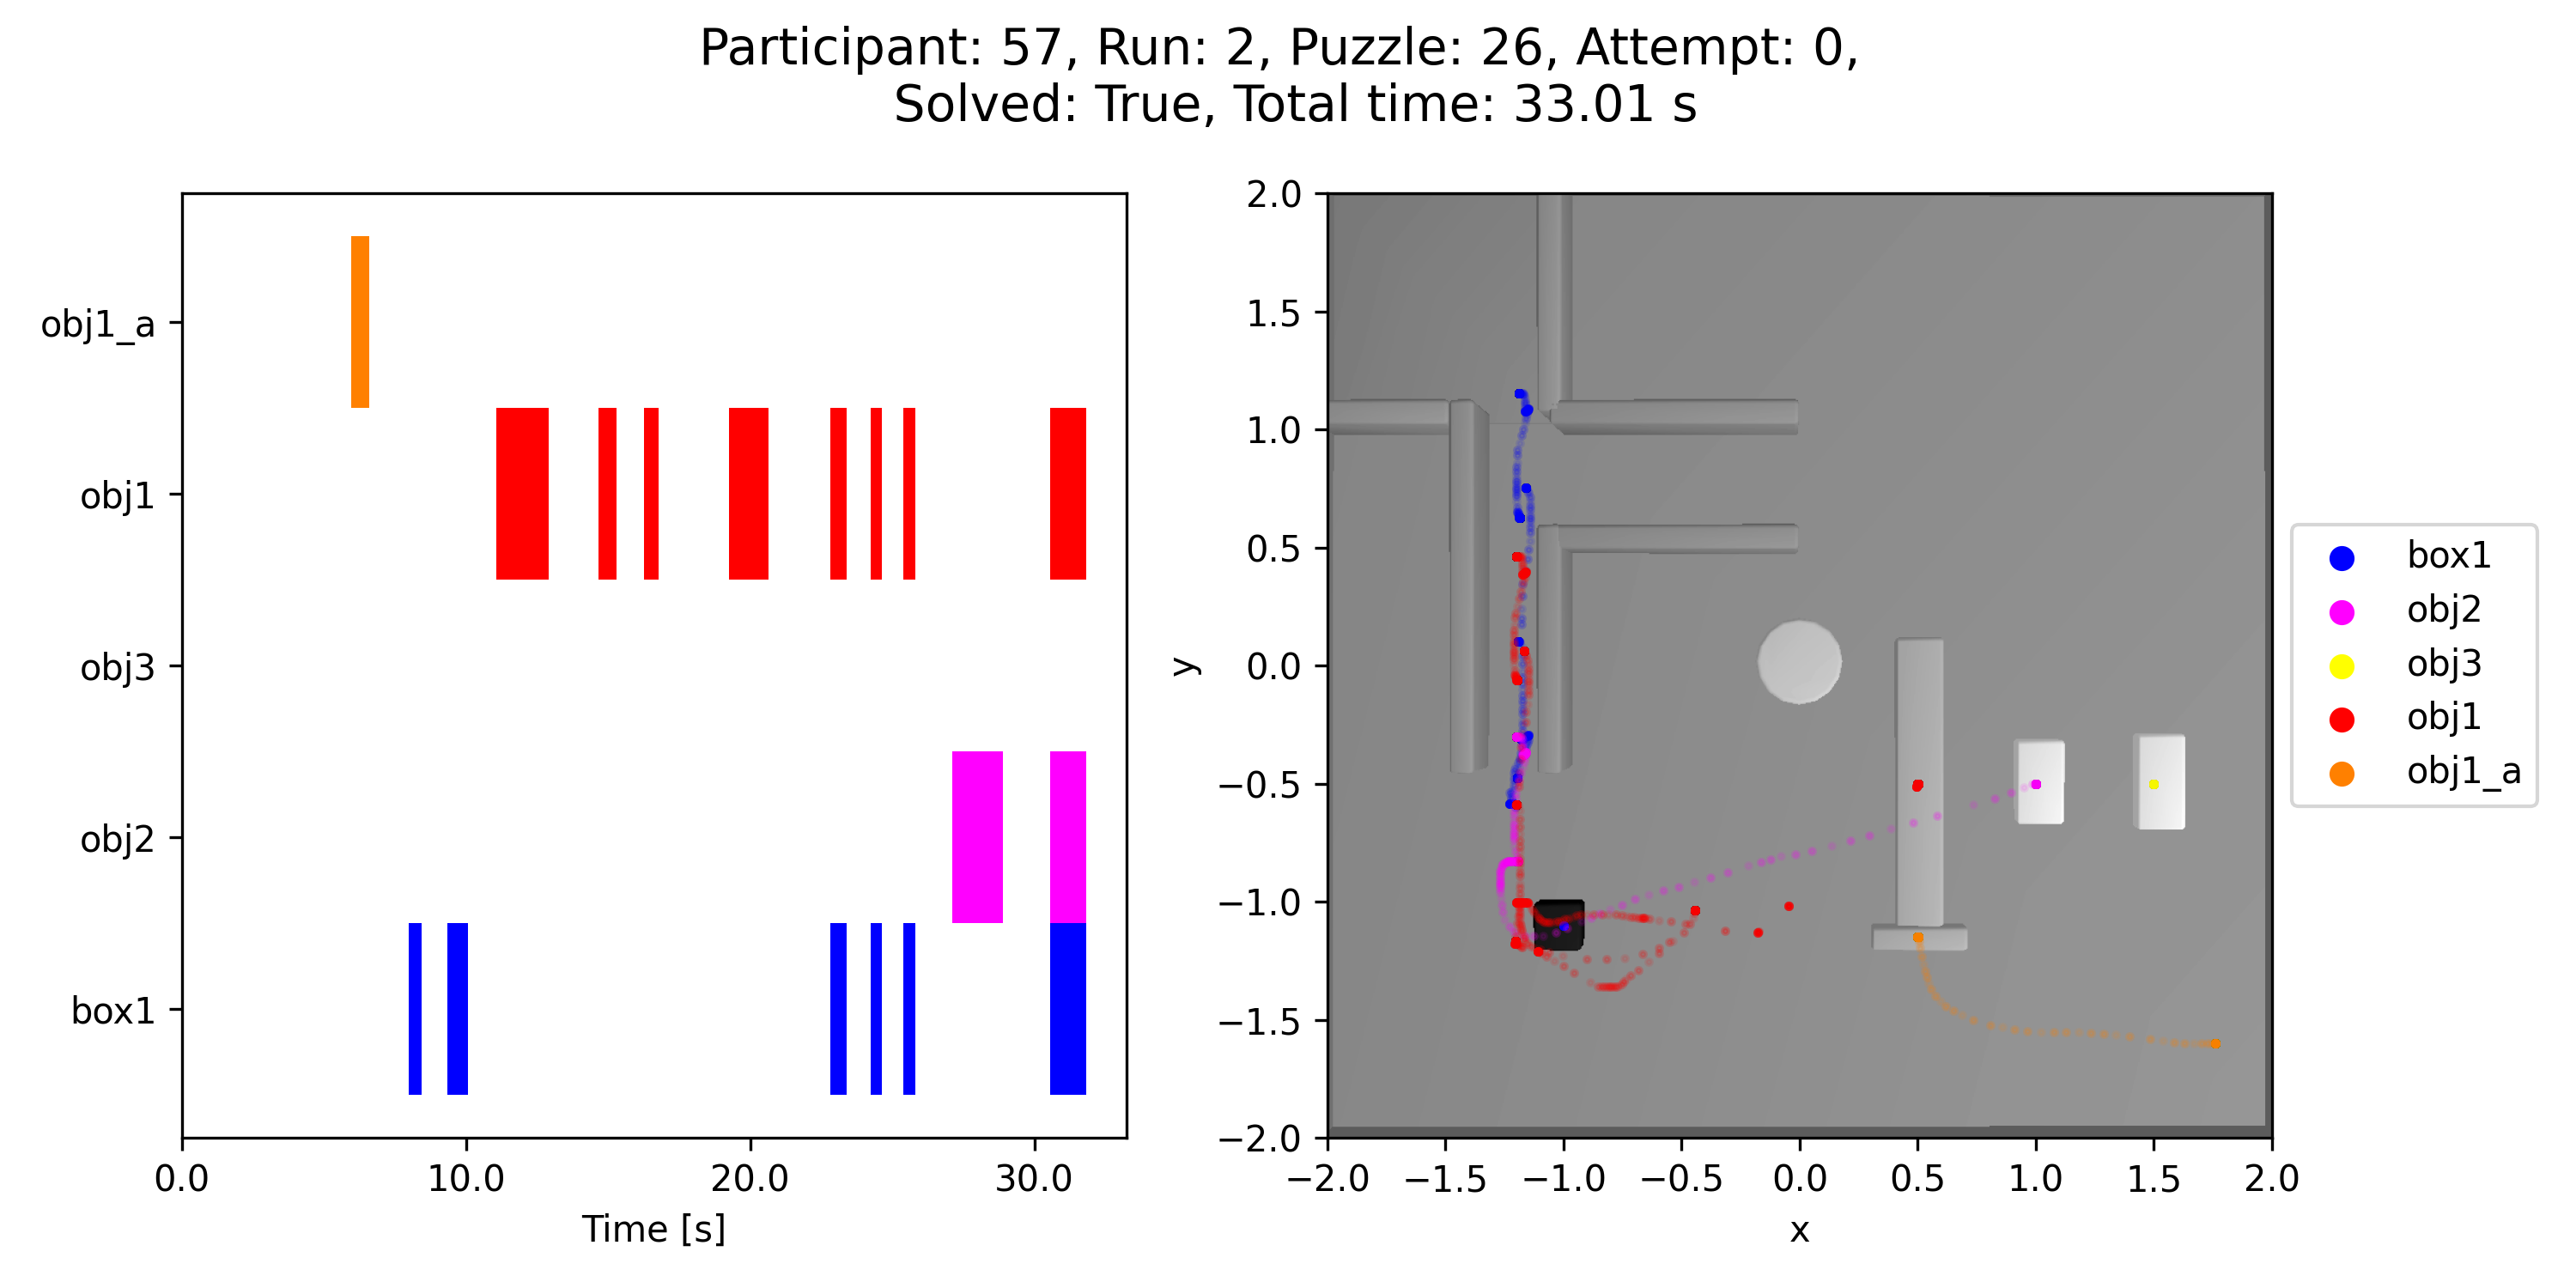 Participant: 57, Run: 2, Puzzle: 26, Attempt: 0,
Solved: True, Total time: 33.01 s
obj1_a
obj1
obj3
obj2
box1
0.0 10.0 20.0 30.0
Time [s]
2.0
1.5
1.0
0.5
0.0
−0.5
−1.0
−1.5
−2.0
y
−2.0 −1.5 −1.0 −0.5 0.0 0.5 1.0 1.5 2.0
x
box1
obj2
obj3
obj1
obj1_a